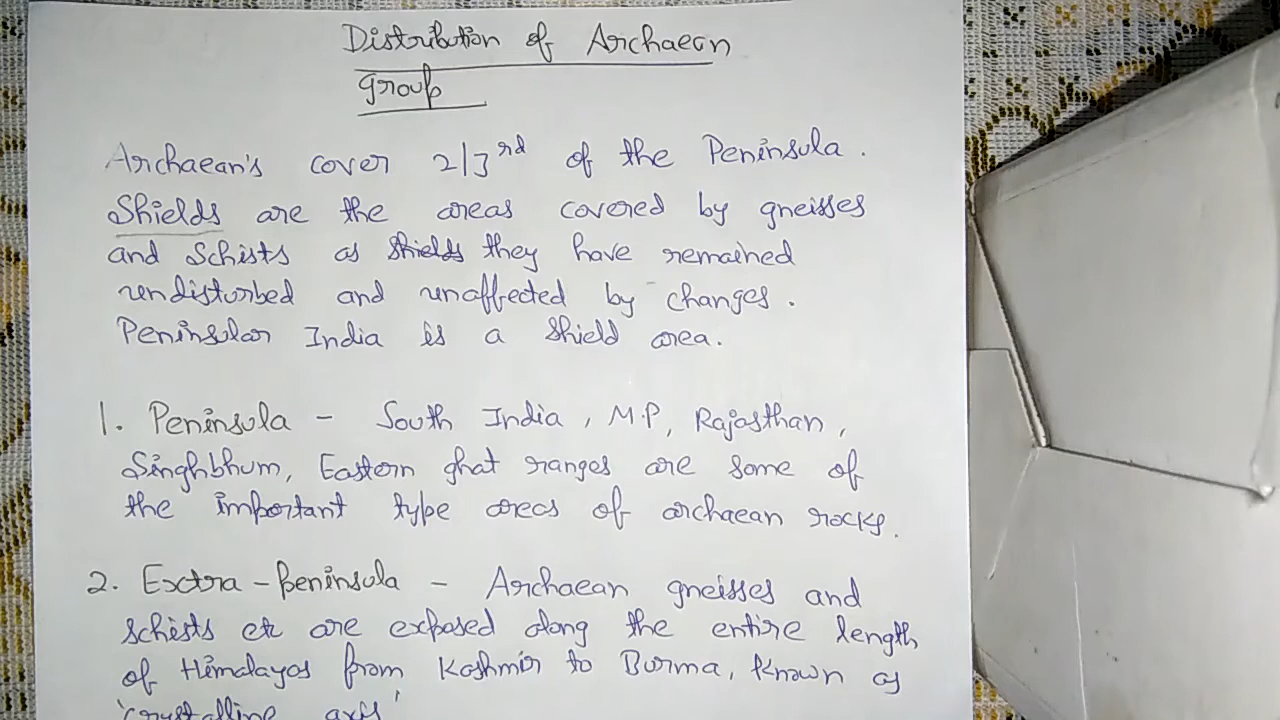 Distribution of Archaean
group
Archaean's cover 2/3rd of the Peninsula.
Shields are the areas covered by gneisses
and Schists as shields they have remained
undisturbed and unaffected by changes.
Peninsular India is a shield area.
1. Peninsula - South India, M.P, Rajasthan,
Singhbhum, Eastern ghat ranges are some of
the important type areas of archaean rocks.
2. Extra-peninsula - Archaean gneisses and
schists etc are exposed along the entire length
of Himalayas from Kashmir to Burma, known as
'crystalline axis'